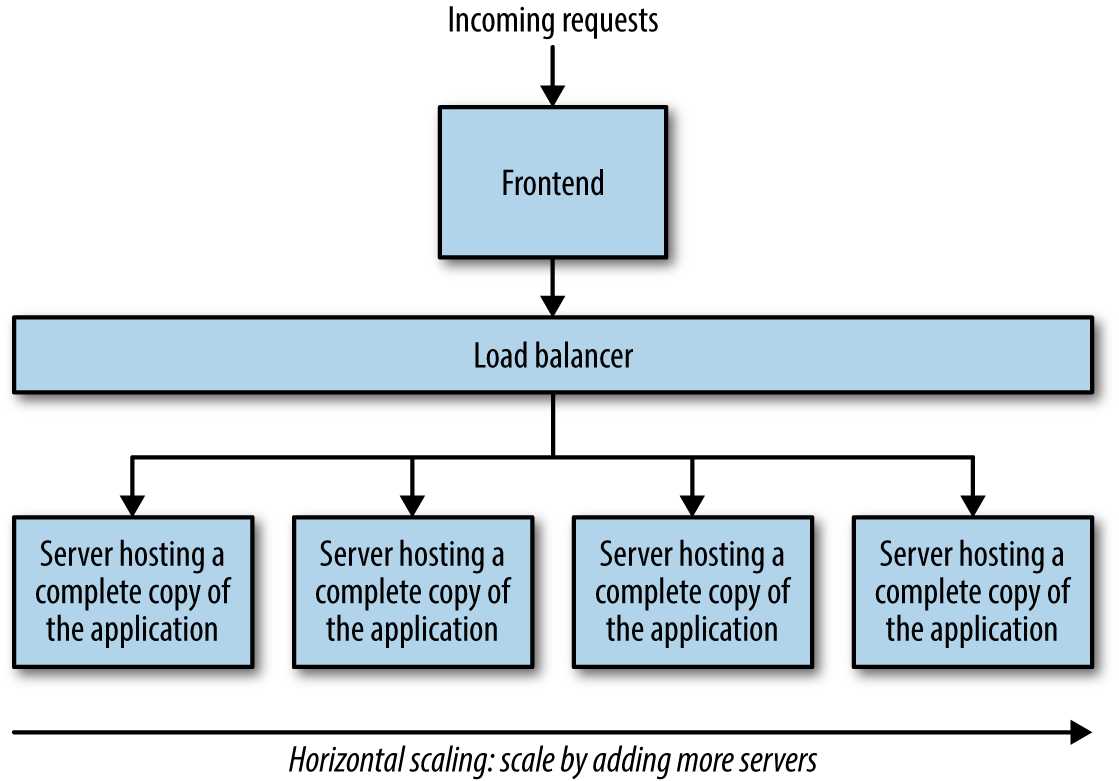 Incoming requests
Frontend
Load balancer
Server hosting a
complete copy of
the application
Server hosting a
complete copy of
the application
Server hosting a
complete copy of
the application
Server hosting a
complete copy of
the application
Horizontal scaling: scale by adding more servers